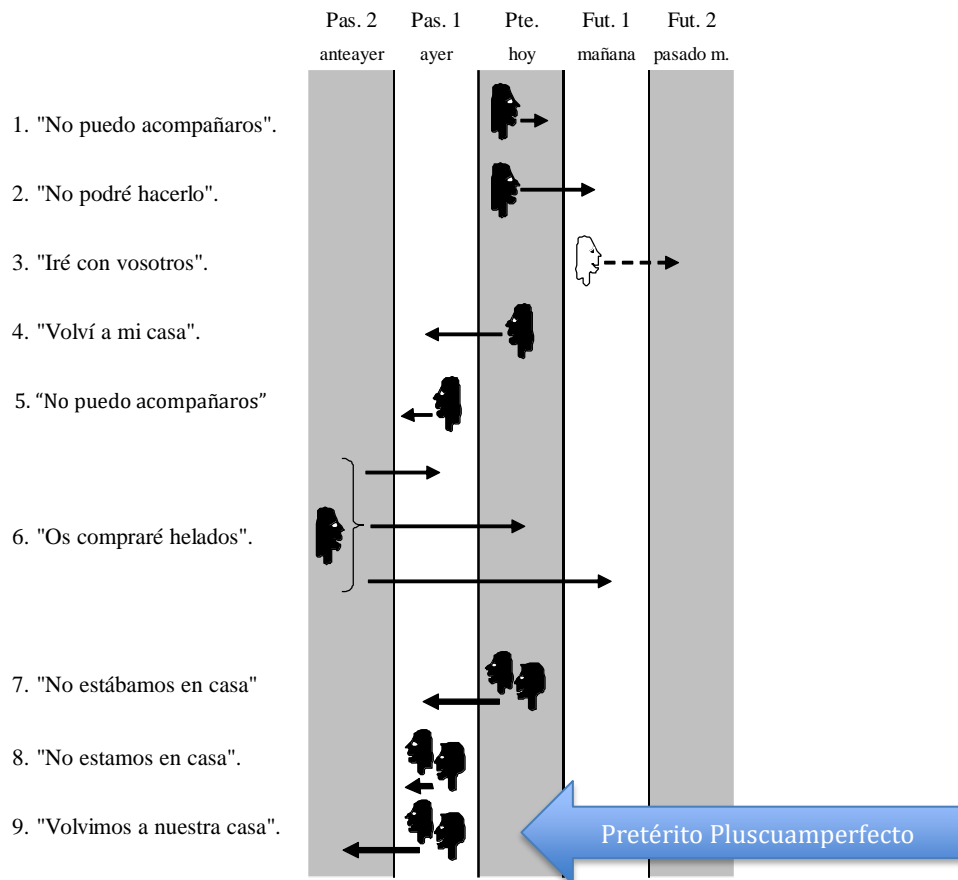 Pas. 2 Pas. 1 Pte. Fut. 1 Fut. 2
anteayer ayer hoy mañana pasado m.
1. "No puedo acompañaros".
2. "No podré hacerlo".
3. "Iré con vosotros".
4. "Volví a mi casa".
5. “No puedo acompañaros”
6. "Os compraré helados".
7. "No estábamos en casa"
8. "No estamos en casa".
9. "Volvimos a nuestra casa".
Pretérito Pluscuamperfecto